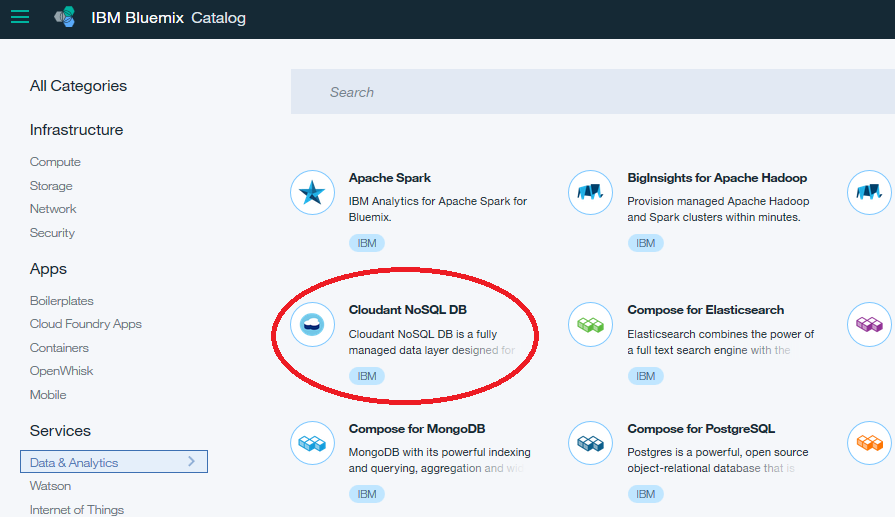 IBM Bluemix Catalog
All Categories
Infrastructure
Compute
Storage
Network
Security
Apps
Boilerplates
Cloud Foundry Apps
Containers
OpenWhisk
Mobile
Services
Data & Analytics
Watson
Internet of Things
Search
Apache Spark
IBM Analytics for Apache Spark for
Bluemix.
IBM
BigInsights for Apache Hadoop
Provision managed Apache Hadoop
and Spark clusters within minutes.
IBM
Cloudant NoSQL DB
Cloudant NoSQL DB is a fully
managed data layer designed for
IBM
Compose for Elasticsearch
Elasticsearch combines the power of
a full text search engine with the
IBM
Compose for MongoDB
MongoDB with its powerful indexing
and querying, aggregation and wid
IBM
Compose for PostgreSQL
Postgres is a powerful, open source
object-relational database that is
IBM